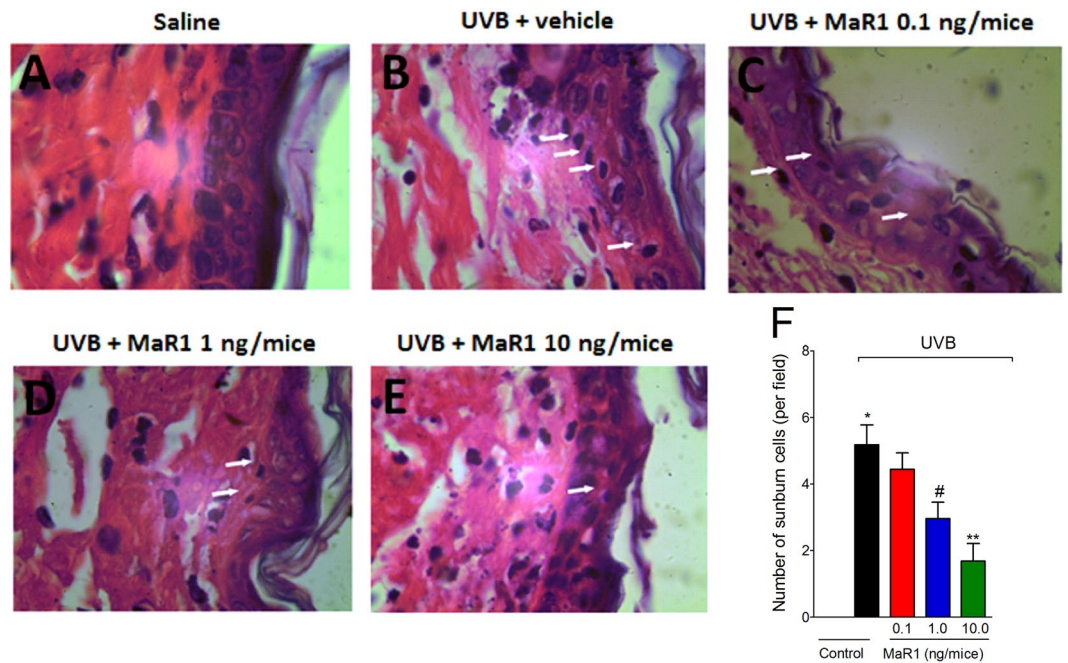 Saline
UVB + vehicle
UVB + MaR1 0.1 ng/mice
A
B
C
UVB + MaR1 1 ng/mice
UVB + MaR1 10 ng/mice
D
E
F
UVB
Number of sunburn cells (per field)
8
6
4
2
0
*
#
**
0.1 1.0 10.0
Control MaR1 (ng/mice)